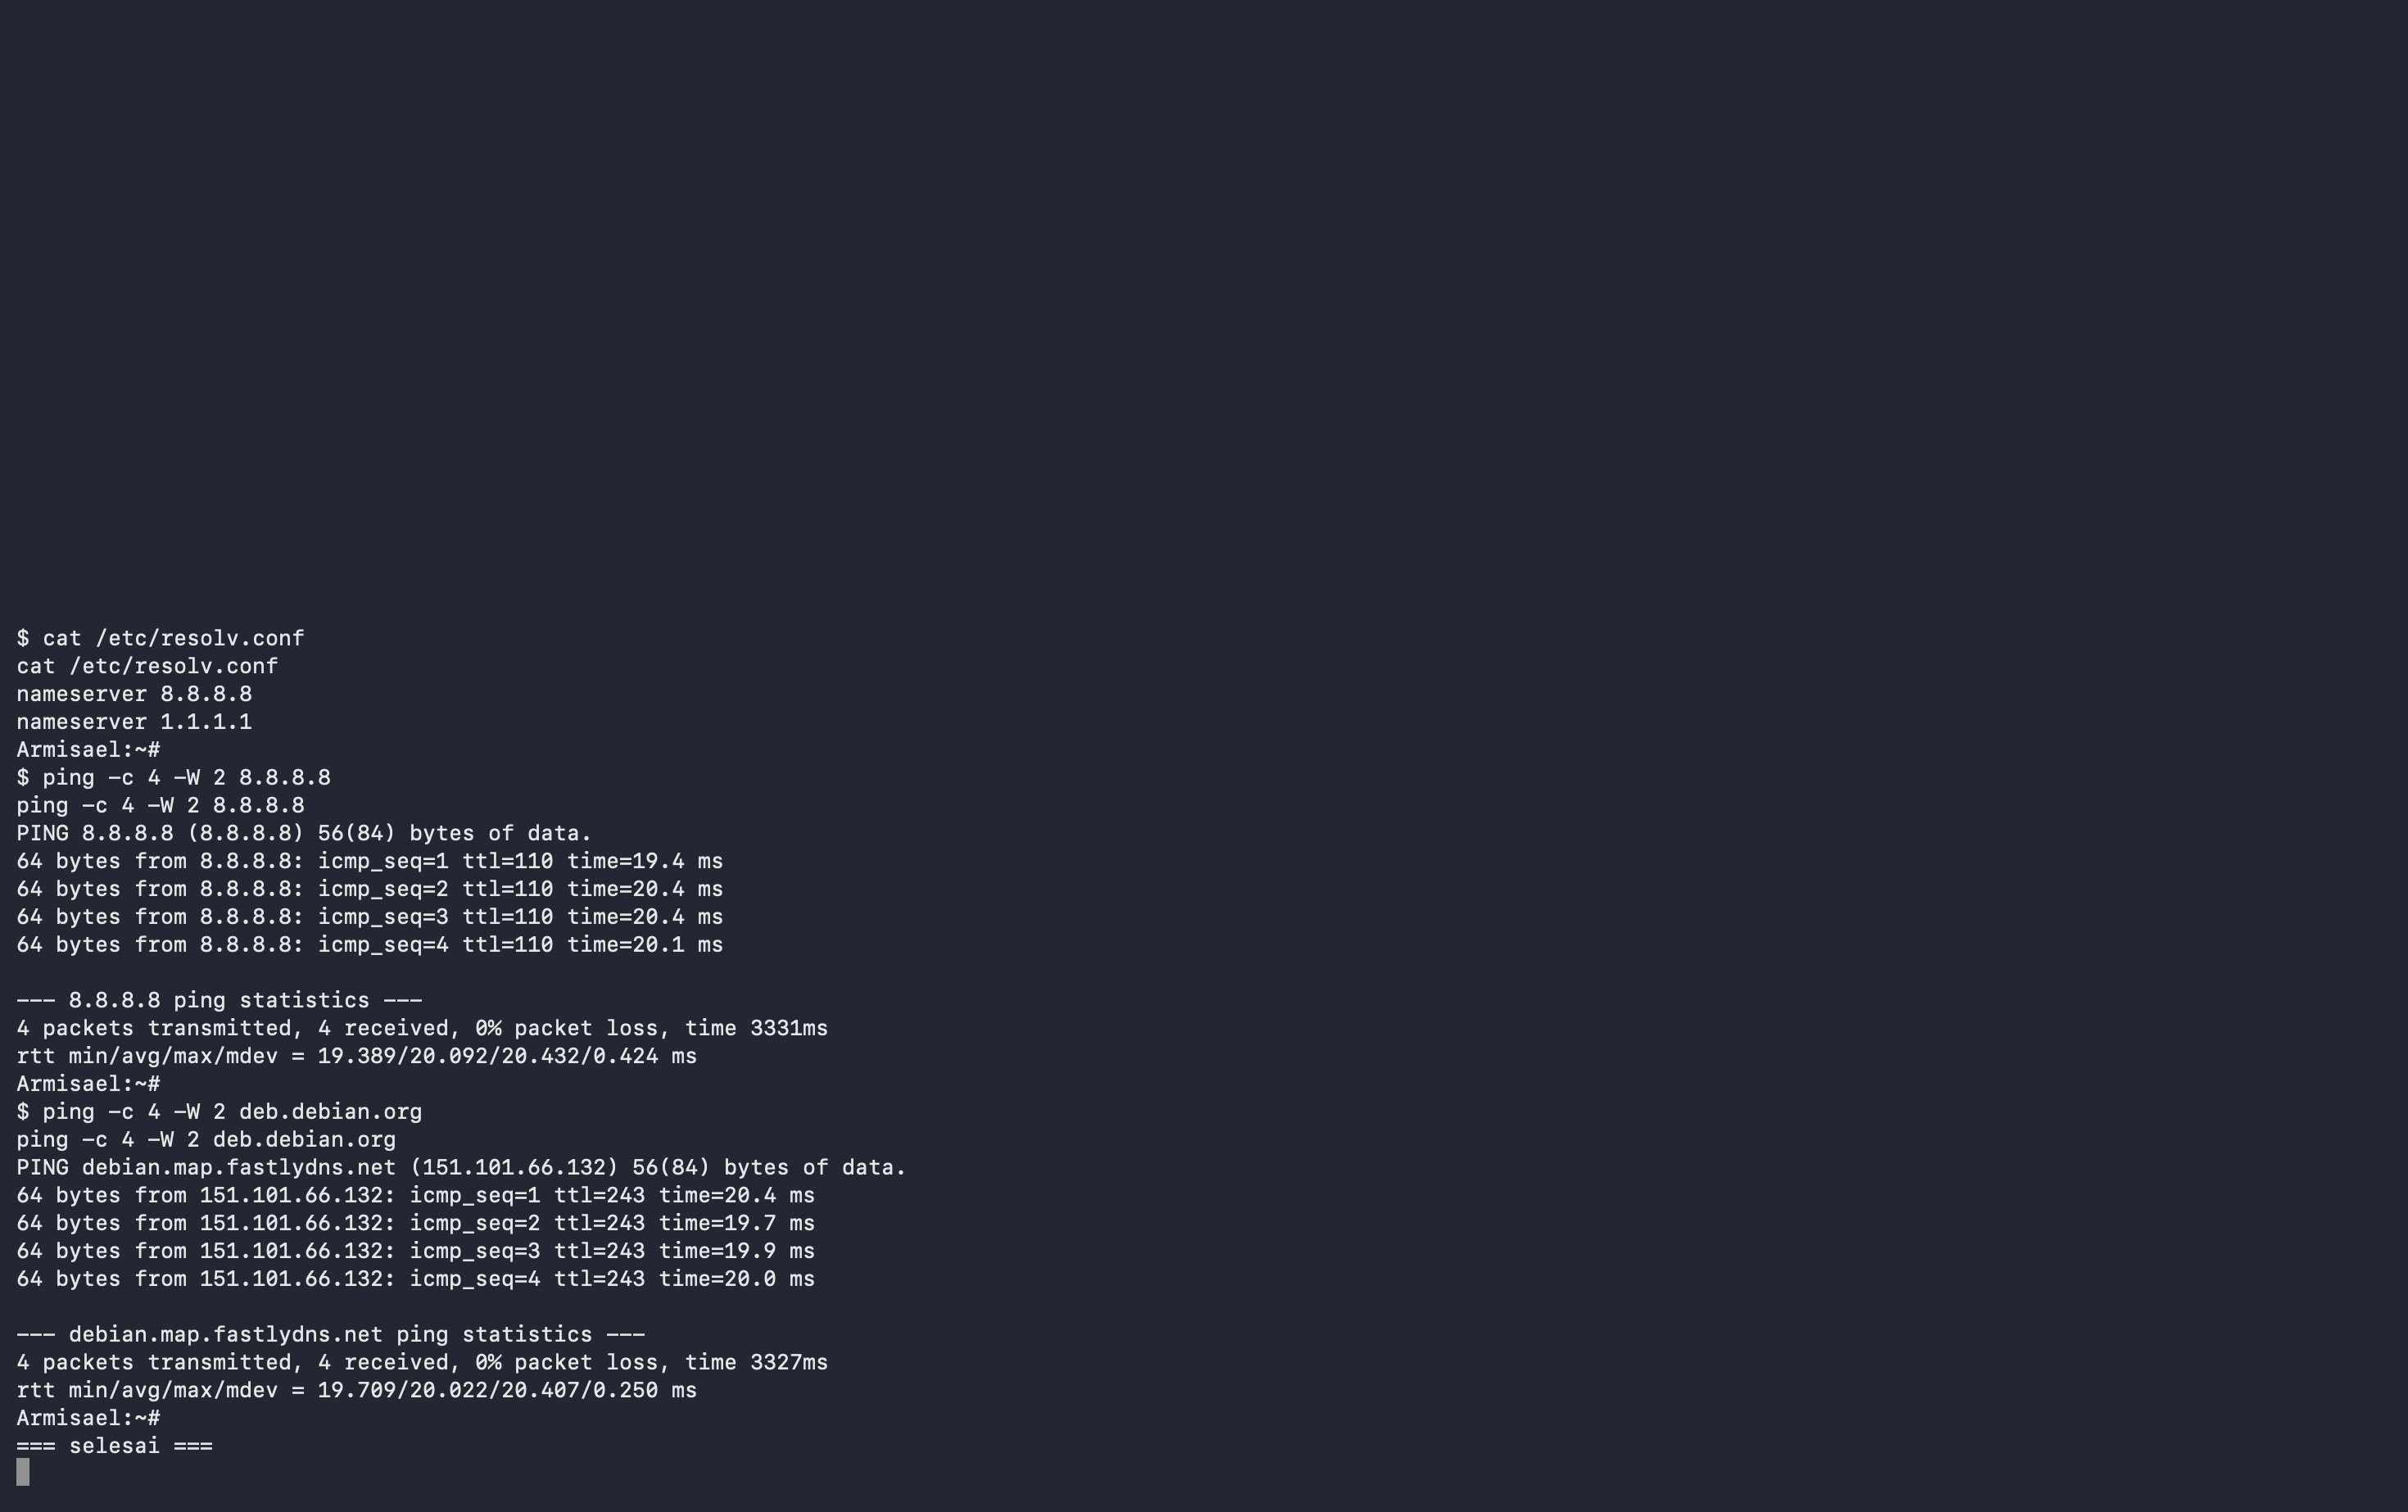 $ cat /etc/resolv.conf
cat /etc/resolv.conf
nameserver 8.8.8.8
nameserver 1.1.1.1
Armisael:~#
$ ping -c 4 -W 2 8.8.8.8
ping -c 4 -W 2 8.8.8.8
PING 8.8.8.8 (8.8.8.8) 56(84) bytes of data.
64 bytes from 8.8.8.8: icmp_seq=1 ttl=110 time=19.4 ms
64 bytes from 8.8.8.8: icmp_seq=2 ttl=110 time=20.4 ms
64 bytes from 8.8.8.8: icmp_seq=3 ttl=110 time=20.4 ms
64 bytes from 8.8.8.8: icmp_seq=4 ttl=110 time=20.1 ms

--- 8.8.8.8 ping statistics ---
4 packets transmitted, 4 received, 0% packet loss, time 3331ms
rtt min/avg/max/mdev = 19.389/20.092/20.432/0.424 ms
Armisael:~#
$ ping -c 4 -W 2 deb.debian.org
ping -c 4 -W 2 deb.debian.org
PING debian.map.fastlydns.net (151.101.66.132) 56(84) bytes of data.
64 bytes from 151.101.66.132: icmp_seq=1 ttl=243 time=20.4 ms
64 bytes from 151.101.66.132: icmp_seq=2 ttl=243 time=19.7 ms
64 bytes from 151.101.66.132: icmp_seq=3 ttl=243 time=19.9 ms
64 bytes from 151.101.66.132: icmp_seq=4 ttl=243 time=20.0 ms

--- debian.map.fastlydns.net ping statistics ---
4 packets transmitted, 4 received, 0% packet loss, time 3327ms
rtt min/avg/max/mdev = 19.709/20.022/20.407/0.250 ms
Armisael:~#
=== selesai ===